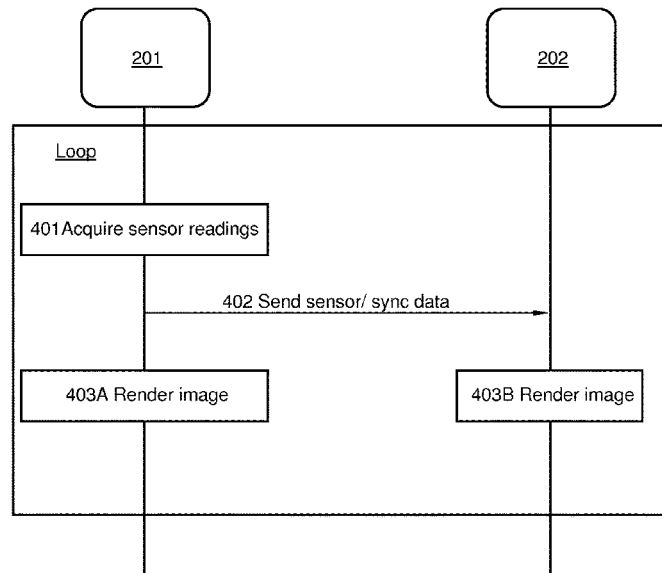 201
202
Loop
401Acquire sensor readings
402 Send sensor/ sync data
403A Render image
403B Render image